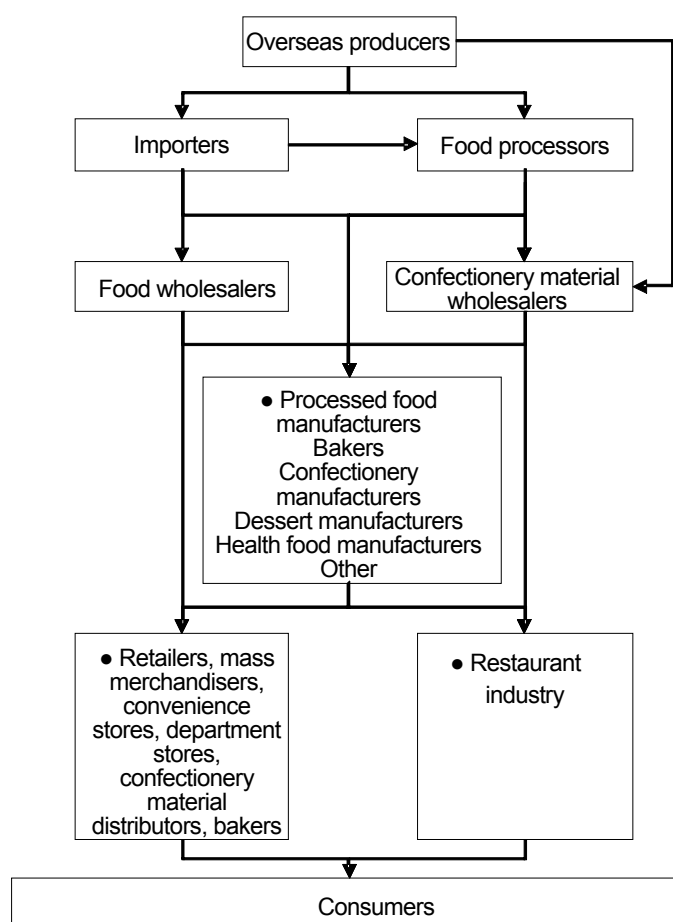 Overseas producers
Importers
Food processors
Food wholesalers
Confectionery material
wholesalers
● Processed food
manufacturers
Bakers
Confectionery
manufacturers
Dessert manufacturers
Health food manufacturers
Other
● Retailers, mass
merchandisers,
convenience
stores, department
stores,
confectionery
material
distributors, bakers
● Restaurant
industry
Consumers